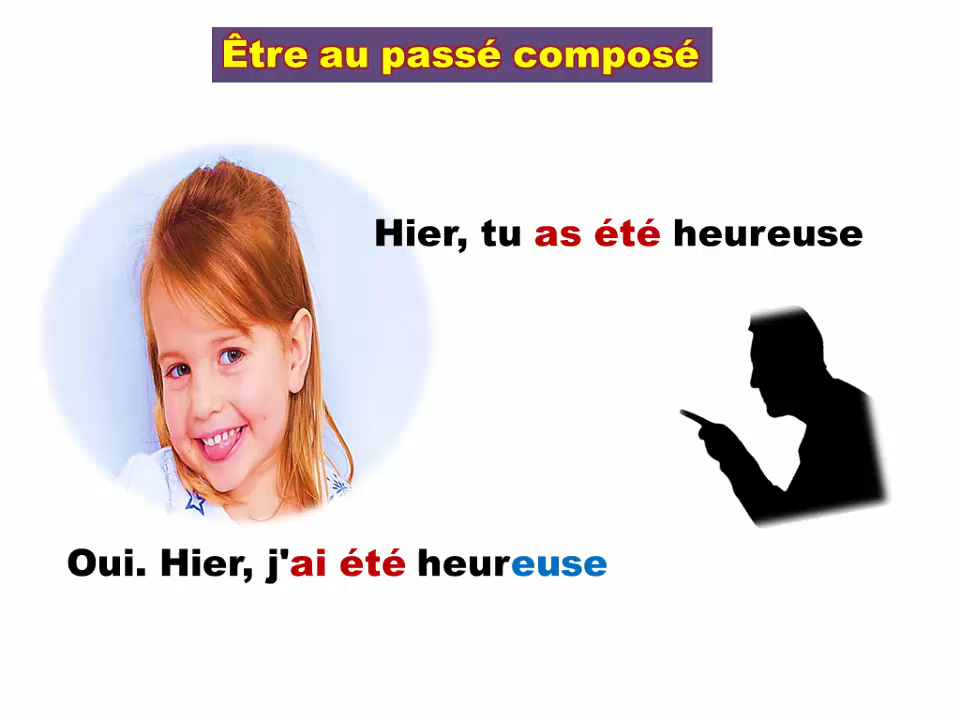 Être au passé composé
Hier, tu as été heureuse
Oui. Hier, j'ai été heureuse